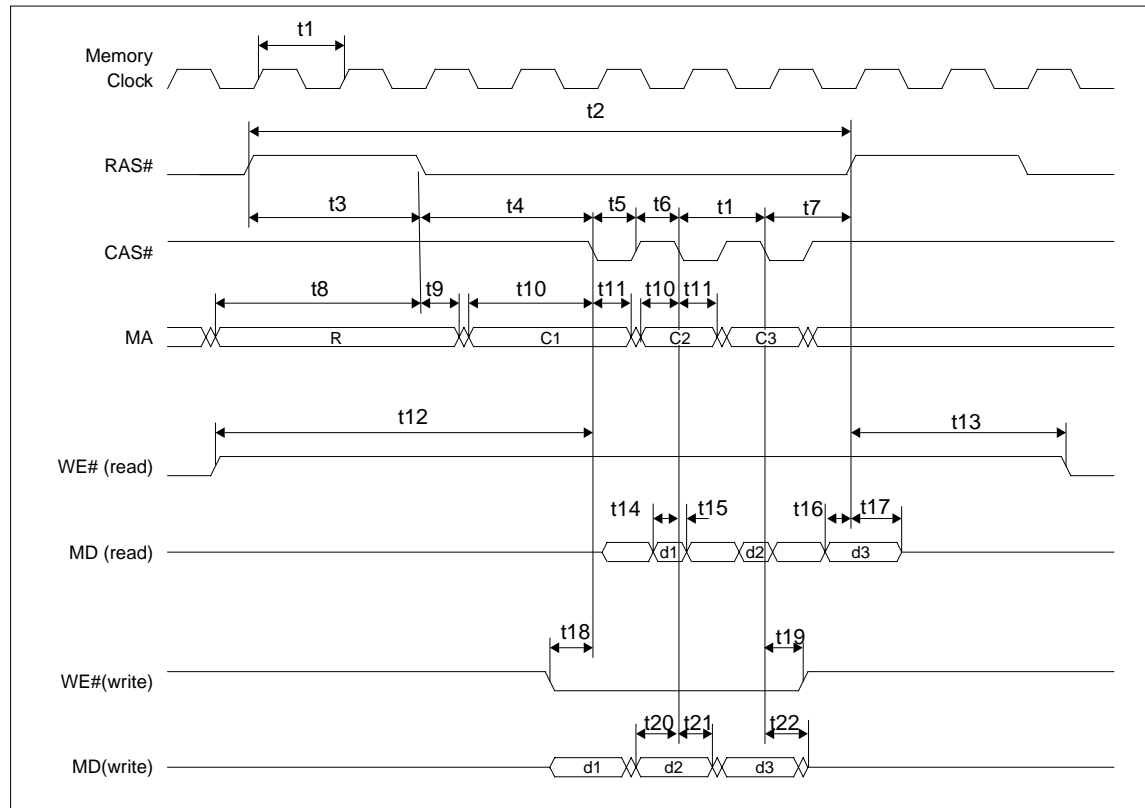 t1
Memory
Clock
t2
RAS#
t3 t4 t5 t6 t1 t7
CAS#
t8 t9 t10 t11 t10 t11
MA R C1 C2 C3
t12 t13
WE# (read)
t14 t15 t16 t17
MD (read) d1 d2 d3
t18 t19
WE#(write)
t20 t21 t22
MD(write) d1 d2 d3